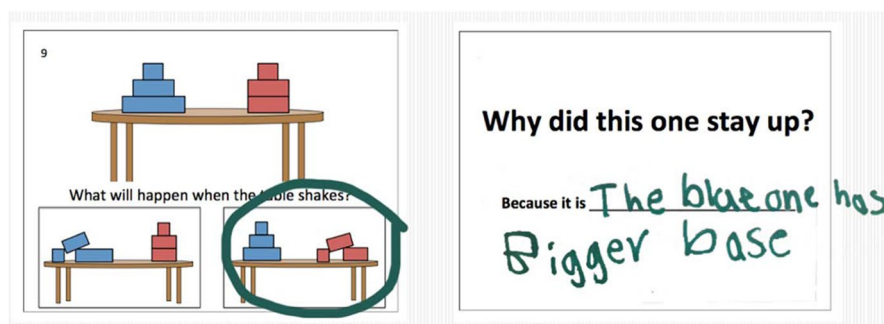 9
What will happen when the table shakes?
Why did this one stay up?
Because it is The blue one has
Bigger base